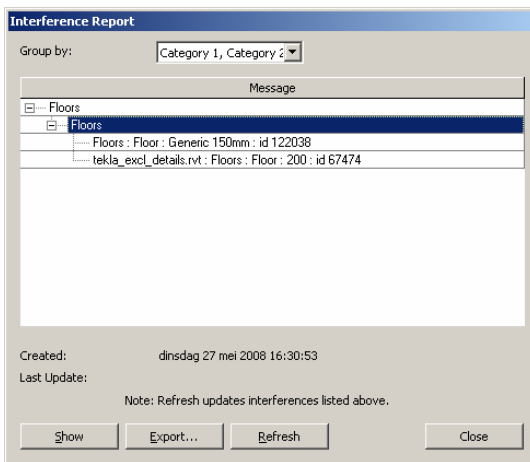 Interference Report
Group by:
Category 1, Category 2
Message
Floors
Floors
Floors : Floor : Generic 150mm : id 122038
tekla_excl_details.rvt : Floors : Floor : 200 : id 67474
Created: dinsdag 27 mei 2008 16:30:53
Last Update:
Note: Refresh updates interferences listed above.
Show Export... Refresh Close